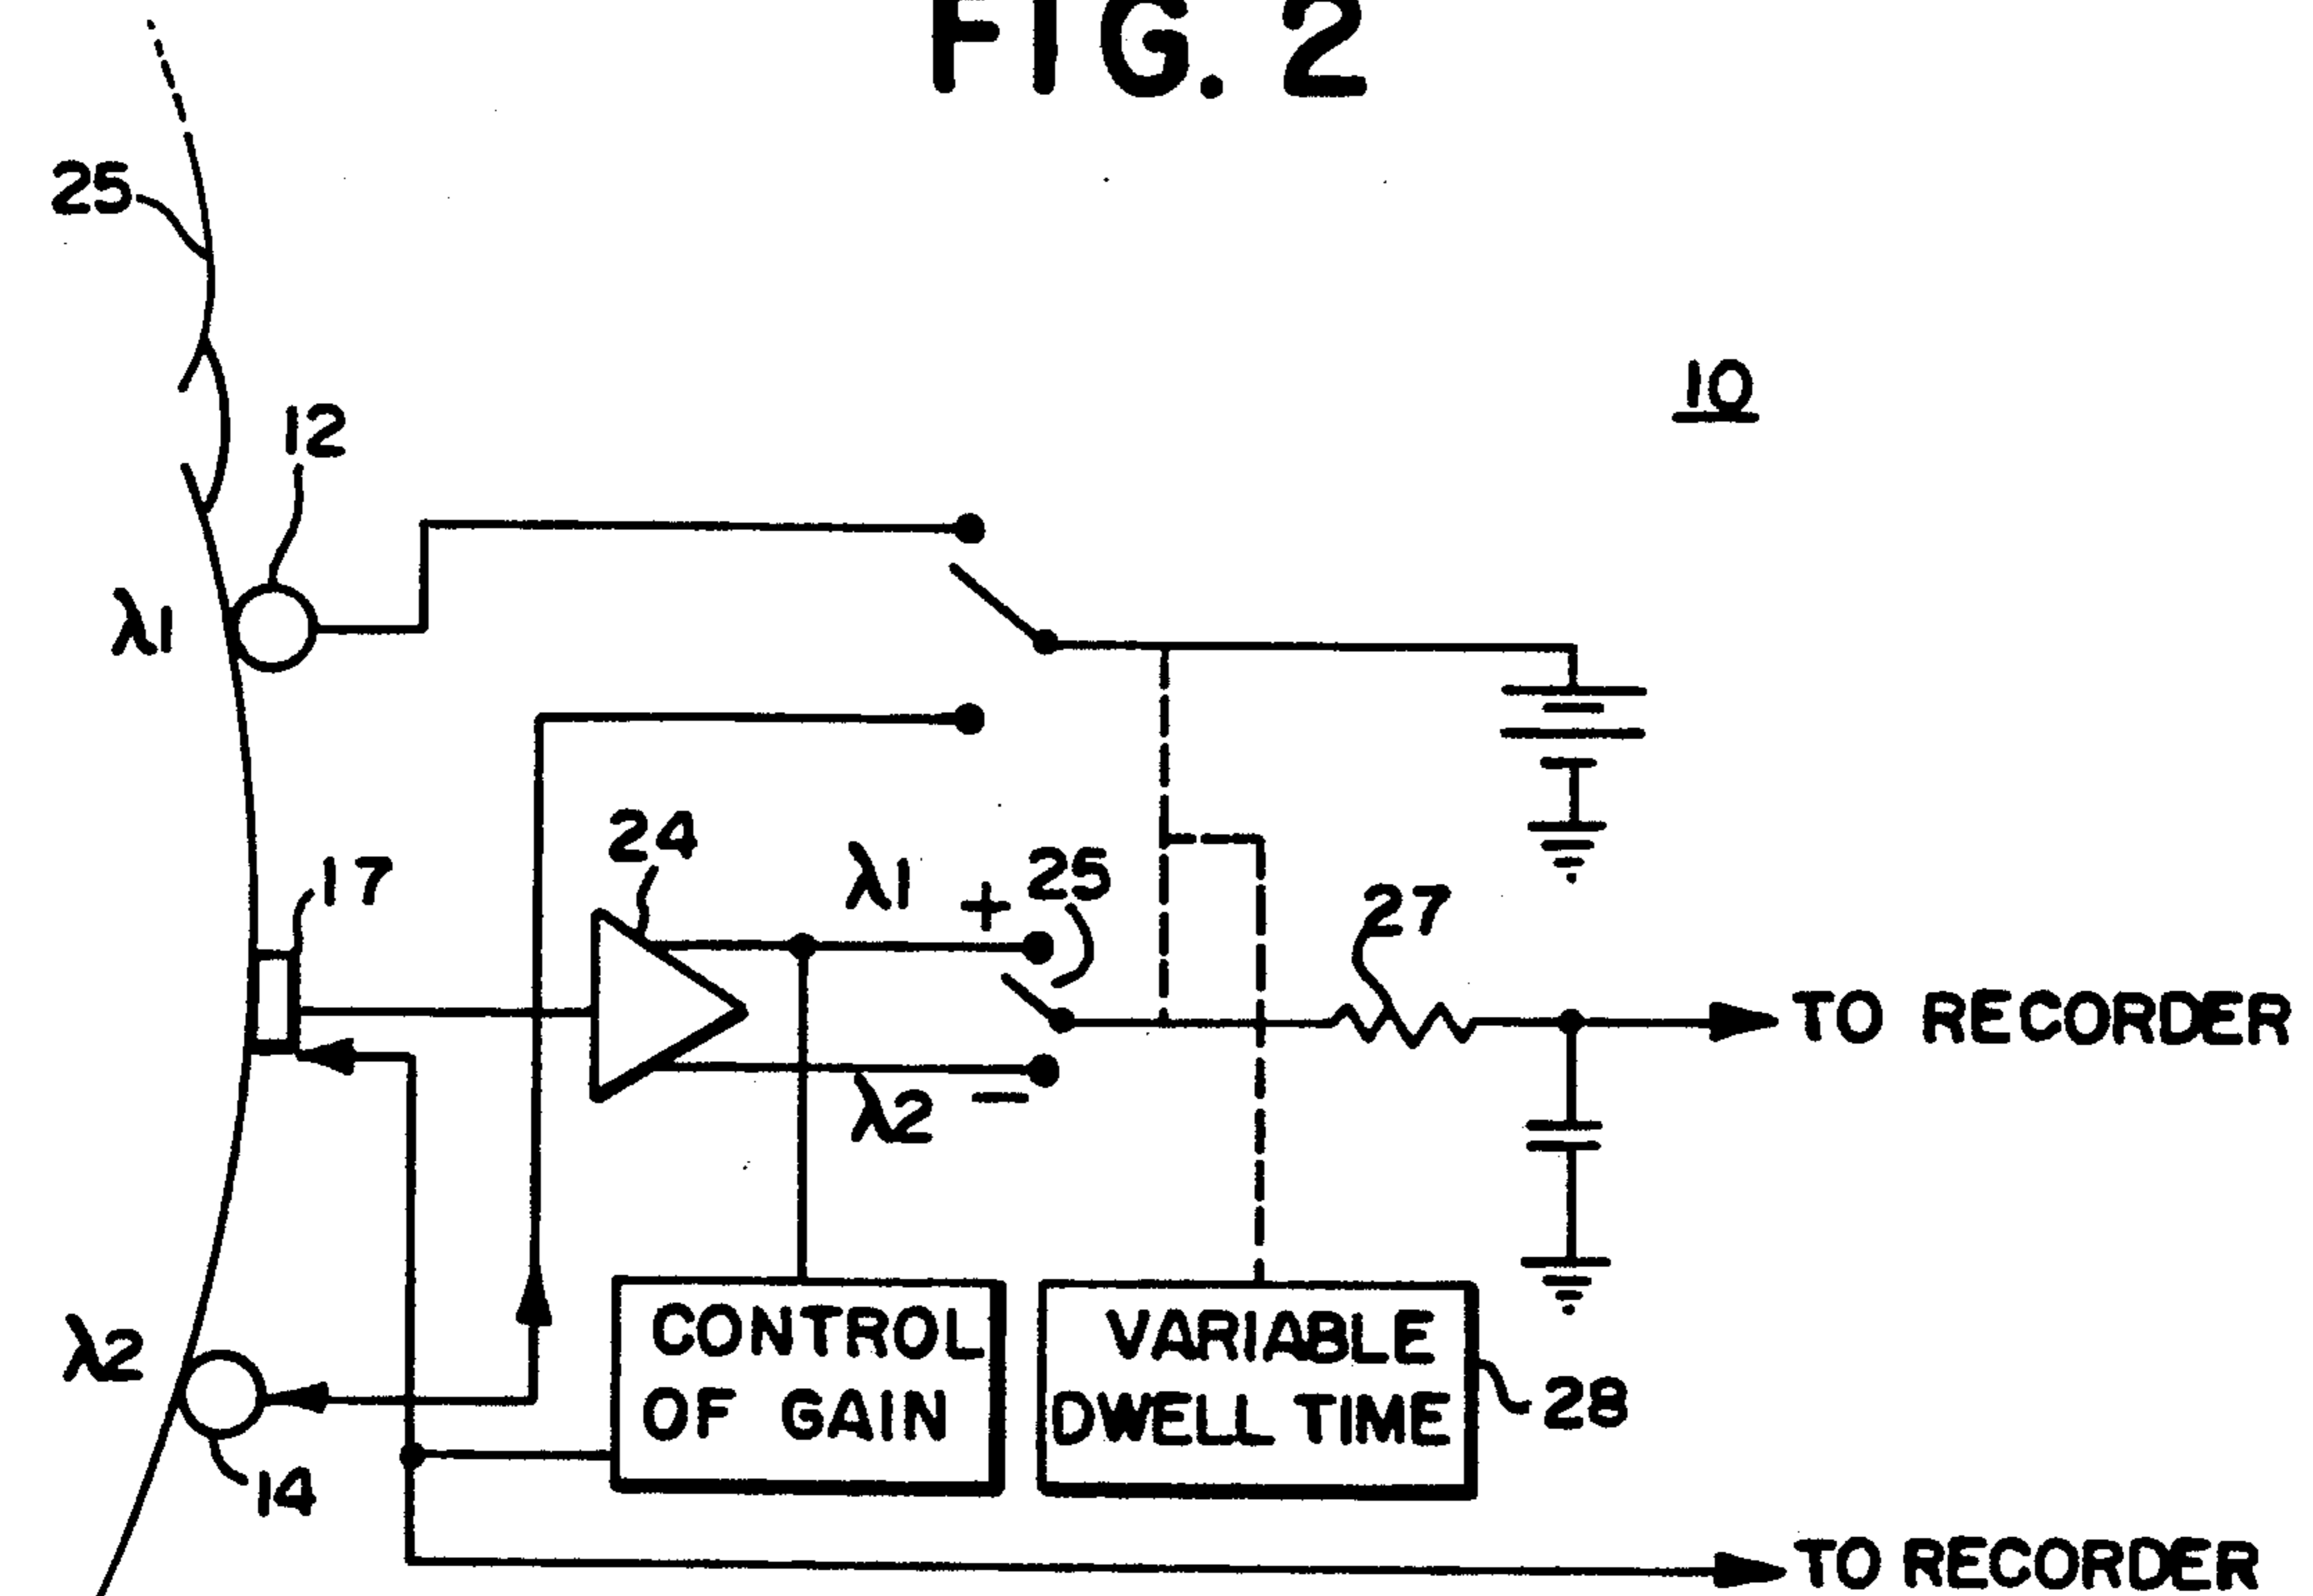 FIG. 2
25
12
10
λ1
24
λ1
+
25
17
27
TO RECORDER
λ2
−
CONTROL
OF GAIN
VARIABLE
DWELL TIME
28
λ2
14
TO RECORDER